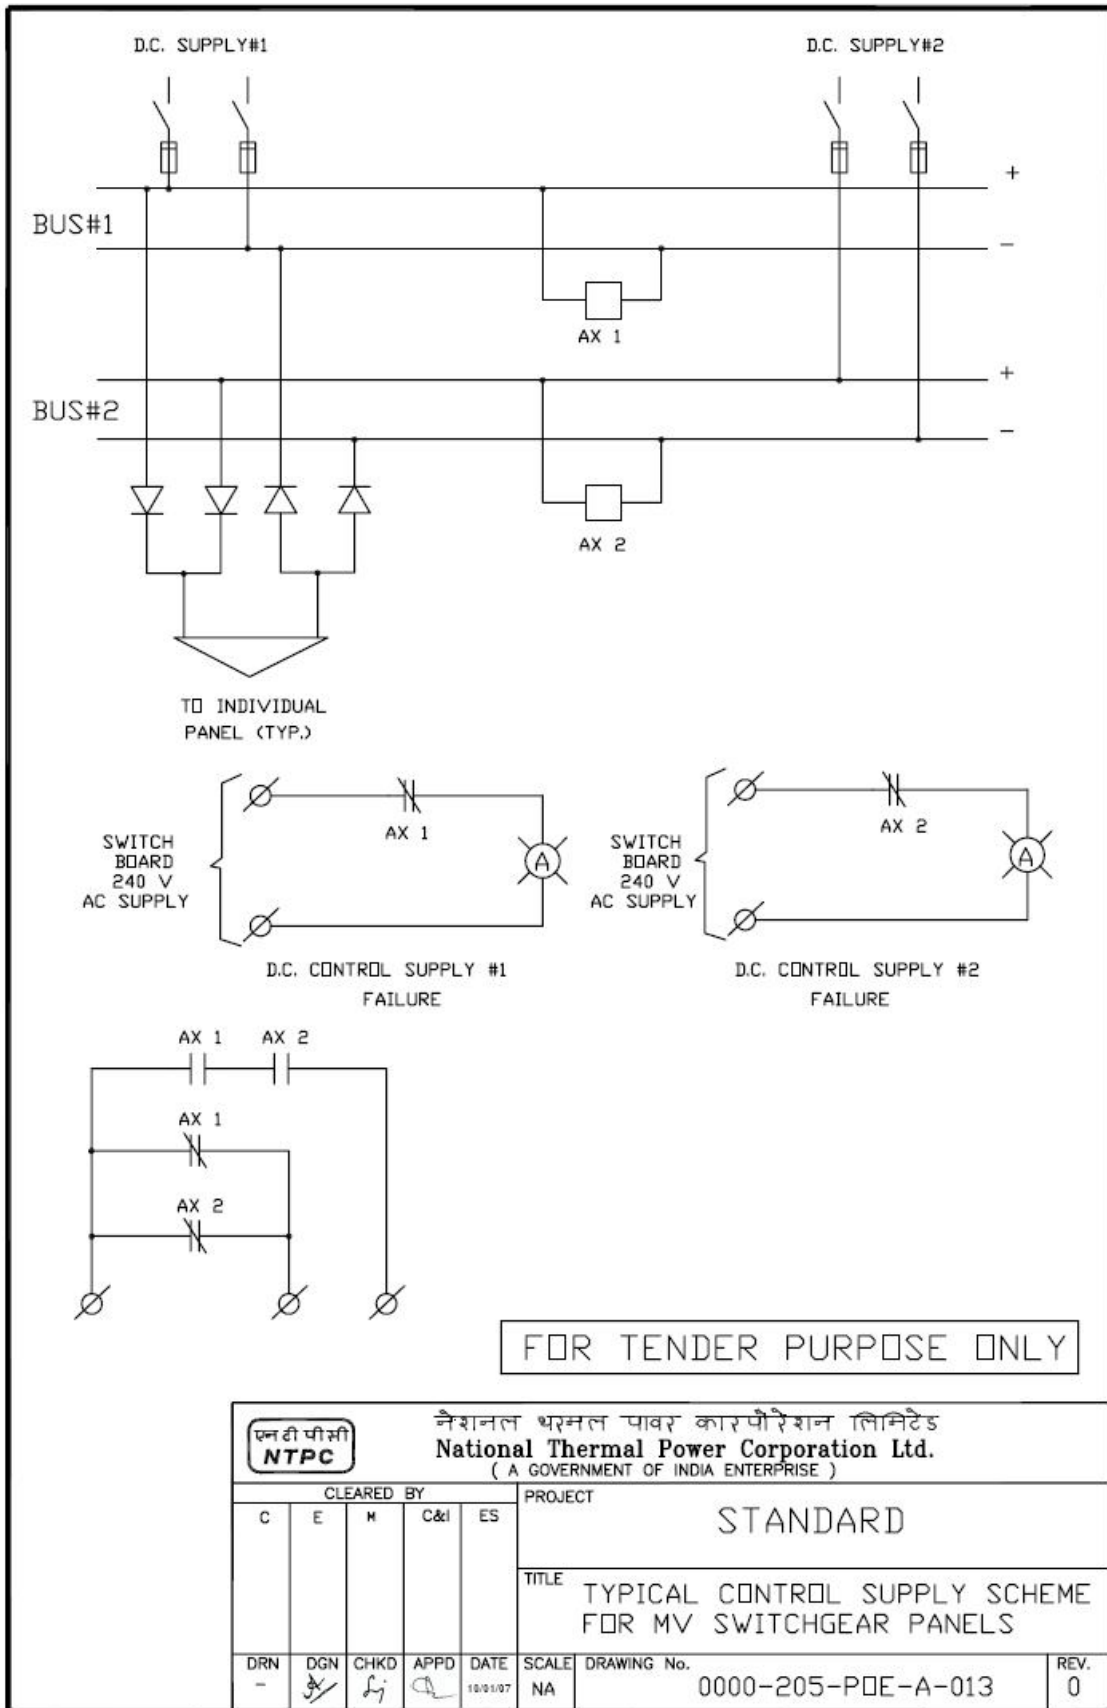 D.C. SUPPLY#1
D.C. SUPPLY#2
+
BUS#1
-
AX 1
+
BUS#2
-
AX 2
TO INDIVIDUAL
PANEL (TYP.)
SWITCH
BOARD
240 V
AC SUPPLY
AX 1
A
D.C. CONTROL SUPPLY #1
FAILURE
SWITCH
BOARD
240 V
AC SUPPLY
AX 2
A
D.C. CONTROL SUPPLY #2
FAILURE
AX 1 AX 2
AX 1
AX 2
FOR TENDER PURPOSE ONLY
एनटीपीसी
NTPC
नेशनल थरमल पावर कारपोरेशन लिमिटेड
National Thermal Power Corporation Ltd.
( A GOVERNMENT OF INDIA ENTERPRISE )
CLEARED BY
C E M C&I ES
PROJECT
STANDARD
TITLE
TYPICAL CONTROL SUPPLY SCHEME
FOR MV SWITCHGEAR PANELS
DRN DGN CHKD APPD DATE
- 10/01/07
SCALE
NA
DRAWING No.
0000-205-POE-A-013
REV.
0